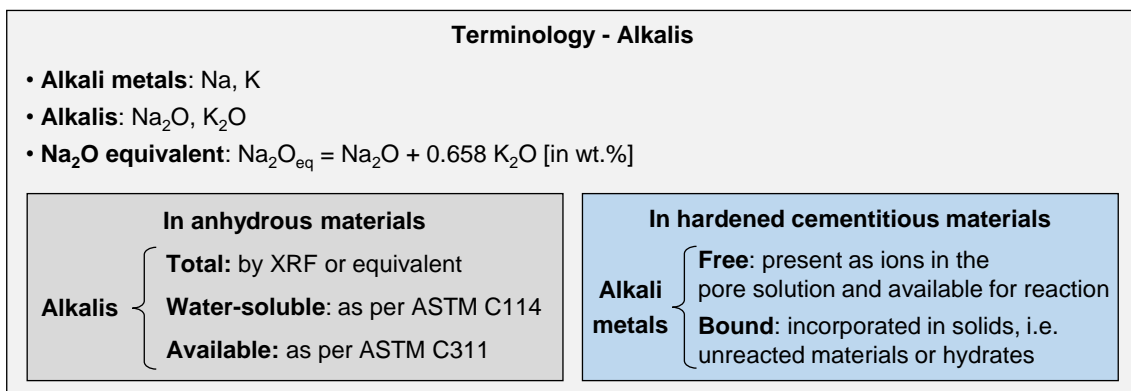 Terminology - Alkalis
• Alkali metals: Na, K
• Alkalis: Na₂O, K₂O
• Na₂O equivalent: Na₂Oeq = Na₂O + 0.658 K₂O [in wt.%]
In anhydrous materials
Alkalis
Total: by XRF or equivalent
Water-soluble: as per ASTM C114
Available: as per ASTM C311
In hardened cementitious materials
Alkali
metals
Free: present as ions in the
pore solution and available for reaction
Bound: incorporated in solids, i.e.
unreacted materials or hydrates